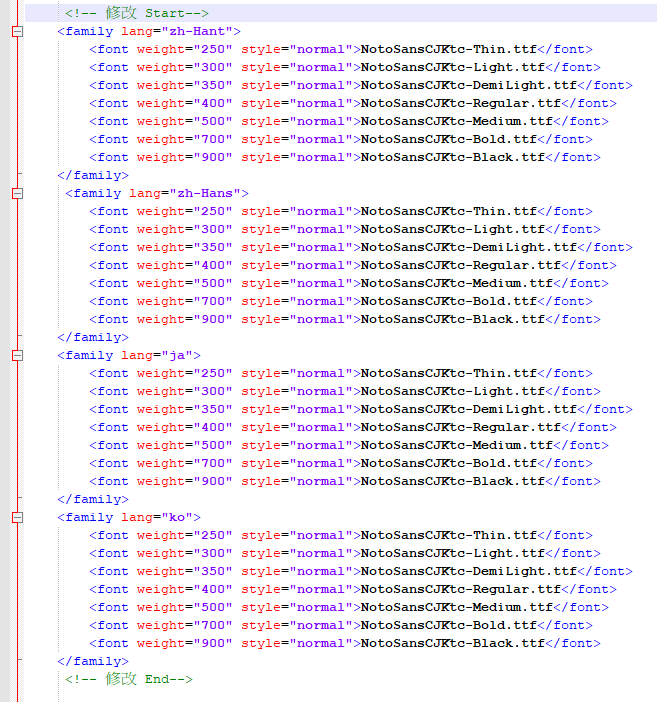 <!-- 修改 Start-->
<family lang="zh-Hant">
<font weight="250" style="normal">NotoSansCJKtc-Thin.ttf</font>
<font weight="300" style="normal">NotoSansCJKtc-Light.ttf</font>
<font weight="350" style="normal">NotoSansCJKtc-DemiLight.ttf</font>
<font weight="400" style="normal">NotoSansCJKtc-Regular.ttf</font>
<font weight="500" style="normal">NotoSansCJKtc-Medium.ttf</font>
<font weight="700" style="normal">NotoSansCJKtc-Bold.ttf</font>
<font weight="900" style="normal">NotoSansCJKtc-Black.ttf</font>
</family>
<family lang="zh-Hans">
<font weight="250" style="normal">NotoSansCJKtc-Thin.ttf</font>
<font weight="300" style="normal">NotoSansCJKtc-Light.ttf</font>
<font weight="350" style="normal">NotoSansCJKtc-DemiLight.ttf</font>
<font weight="400" style="normal">NotoSansCJKtc-Regular.ttf</font>
<font weight="500" style="normal">NotoSansCJKtc-Medium.ttf</font>
<font weight="700" style="normal">NotoSansCJKtc-Bold.ttf</font>
<font weight="900" style="normal">NotoSansCJKtc-Black.ttf</font>
</family>
<family lang="ja">
<font weight="250" style="normal">NotoSansCJKtc-Thin.ttf</font>
<font weight="300" style="normal">NotoSansCJKtc-Light.ttf</font>
<font weight="350" style="normal">NotoSansCJKtc-DemiLight.ttf</font>
<font weight="400" style="normal">NotoSansCJKtc-Regular.ttf</font>
<font weight="500" style="normal">NotoSansCJKtc-Medium.ttf</font>
<font weight="700" style="normal">NotoSansCJKtc-Bold.ttf</font>
<font weight="900" style="normal">NotoSansCJKtc-Black.ttf</font>
</family>
<family lang="ko">
<font weight="250" style="normal">NotoSansCJKtc-Thin.ttf</font>
<font weight="300" style="normal">NotoSansCJKtc-Light.ttf</font>
<font weight="350" style="normal">NotoSansCJKtc-DemiLight.ttf</font>
<font weight="400" style="normal">NotoSansCJKtc-Regular.ttf</font>
<font weight="500" style="normal">NotoSansCJKtc-Medium.ttf</font>
<font weight="700" style="normal">NotoSansCJKtc-Bold.ttf</font>
<font weight="900" style="normal">NotoSansCJKtc-Black.ttf</font>
</family>
<!-- 修改 End-->